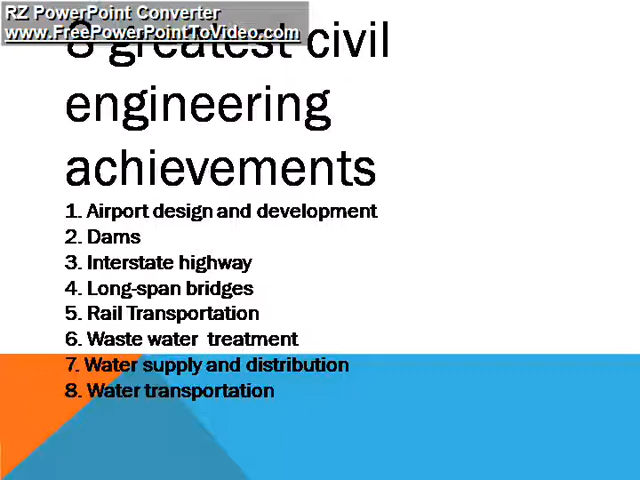 RZ PowerPoint Converter
www.FreePowerPointToVideo.com
8 greatest civil
engineering
achievements
1. Airport design and development
2. Dams
3. Interstate highway
4. Long-span bridges
5. Rail Transportation
6. Waste water  treatment
7. Water supply and distribution
8. Water transportation